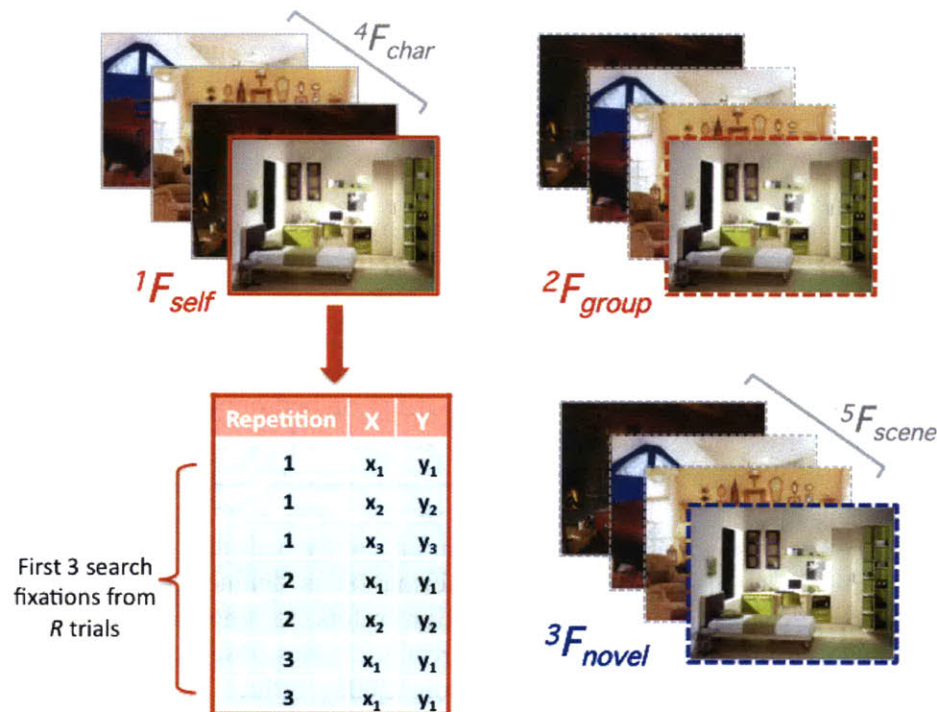 ⁴F_char
¹F_self
²F_group
Repetition X Y
1 x₁ y₁
1 x₂ y₂
1 x₃ y₃
2 x₁ y₁
2 x₂ y₂
3 x₁ y₁
3 x₁ y₁
First 3 search
fixations from
R trials
⁵F_scene
³F_novel